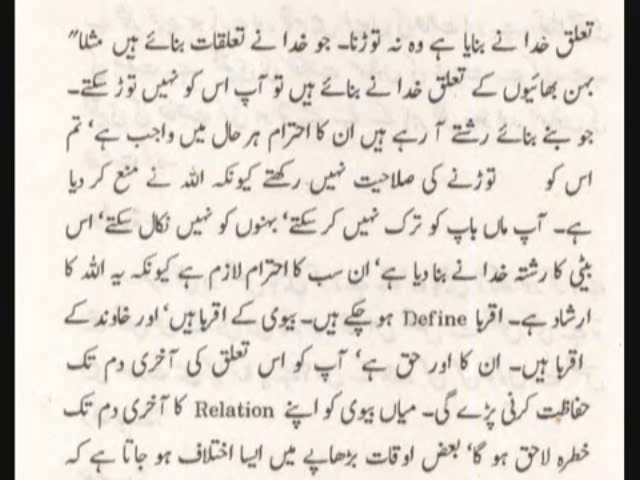 تعلق خدا نے بنایا ہے وہ نہ توڑنا۔ جو خدا نے تعلقات بنائے ہیں مثلا"
بہن بھائیوں کے تعلق خدا نے بنائے ہیں تو آپ اس کو نہیں توڑ سکتے۔
جو بنے بنائے رشتے آ رہے ہیں ان کا احترام ہر حال میں واجب ہے' تم
اس کو توڑنے کی صلاحیت نہیں رکھتے کیونکہ اللہ نے منع کر دیا
ہے۔ آپ ماں باپ کو ترک نہیں کر سکتے' بہنوں کو نہیں نکال سکتے' اس
بیٹی کا رشتہ خدا نے بنا دیا ہے' ان سب کا احترام لازم ہے کیونکہ یہ اللہ کا
ارشاد ہے۔ اقربا Define ہو چکے ہیں۔ بیوی کے اقربا ہیں' اور خاوند کے
اقربا ہیں۔ ان کا اور حق ہے' آپ کو اس تعلق کی آخری دم تک
حفاظت کرنی پڑے گی۔ میاں بیوی کو اپنے Relation کا آخری دم تک
خطرہ لاحق ہو گا' بعض اوقات بڑھاپے میں ایسا اختلاف ہو جاتا ہے کہ